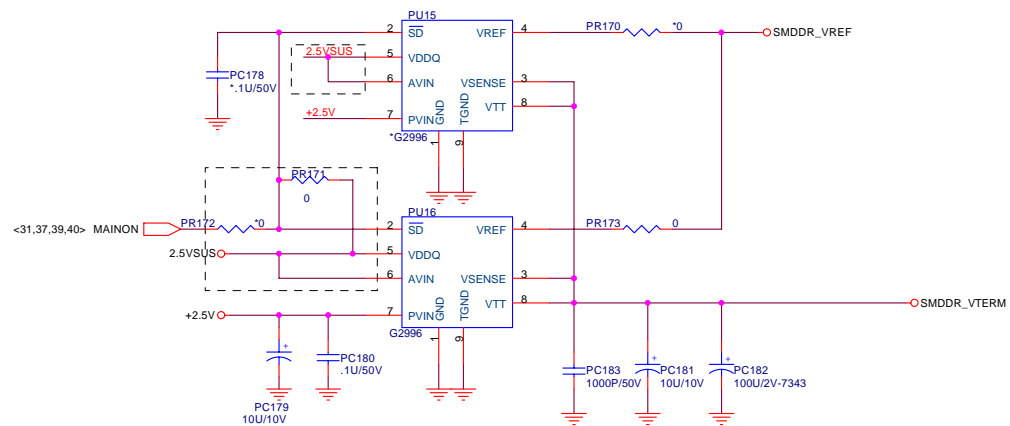 PU15
2 SD VREF 4 PR170 *0 SMDDR_VREF
2.5VSUS 5 VDDQ
6 AVIN VSENSE 3
PC178
*.1U/50V
VTT 8
+2.5V 7 PVIN GND TGND
*G2996 1 9
PR171
0
PU16
<31,37,39,40> MAINON PR172 *0 2 SD VREF 4 PR173 0
2.5VSUS 5 VDDQ
6 AVIN VSENSE 3
VTT 8 SMDDR_VTERM
+2.5V 7 PVIN GND TGND
G2996 1 9
+
PC180
.1U/50V
PC179
10U/10V
PC183
1000P/50V
+
PC181
10U/10V
+
PC182
100U/2V-7343